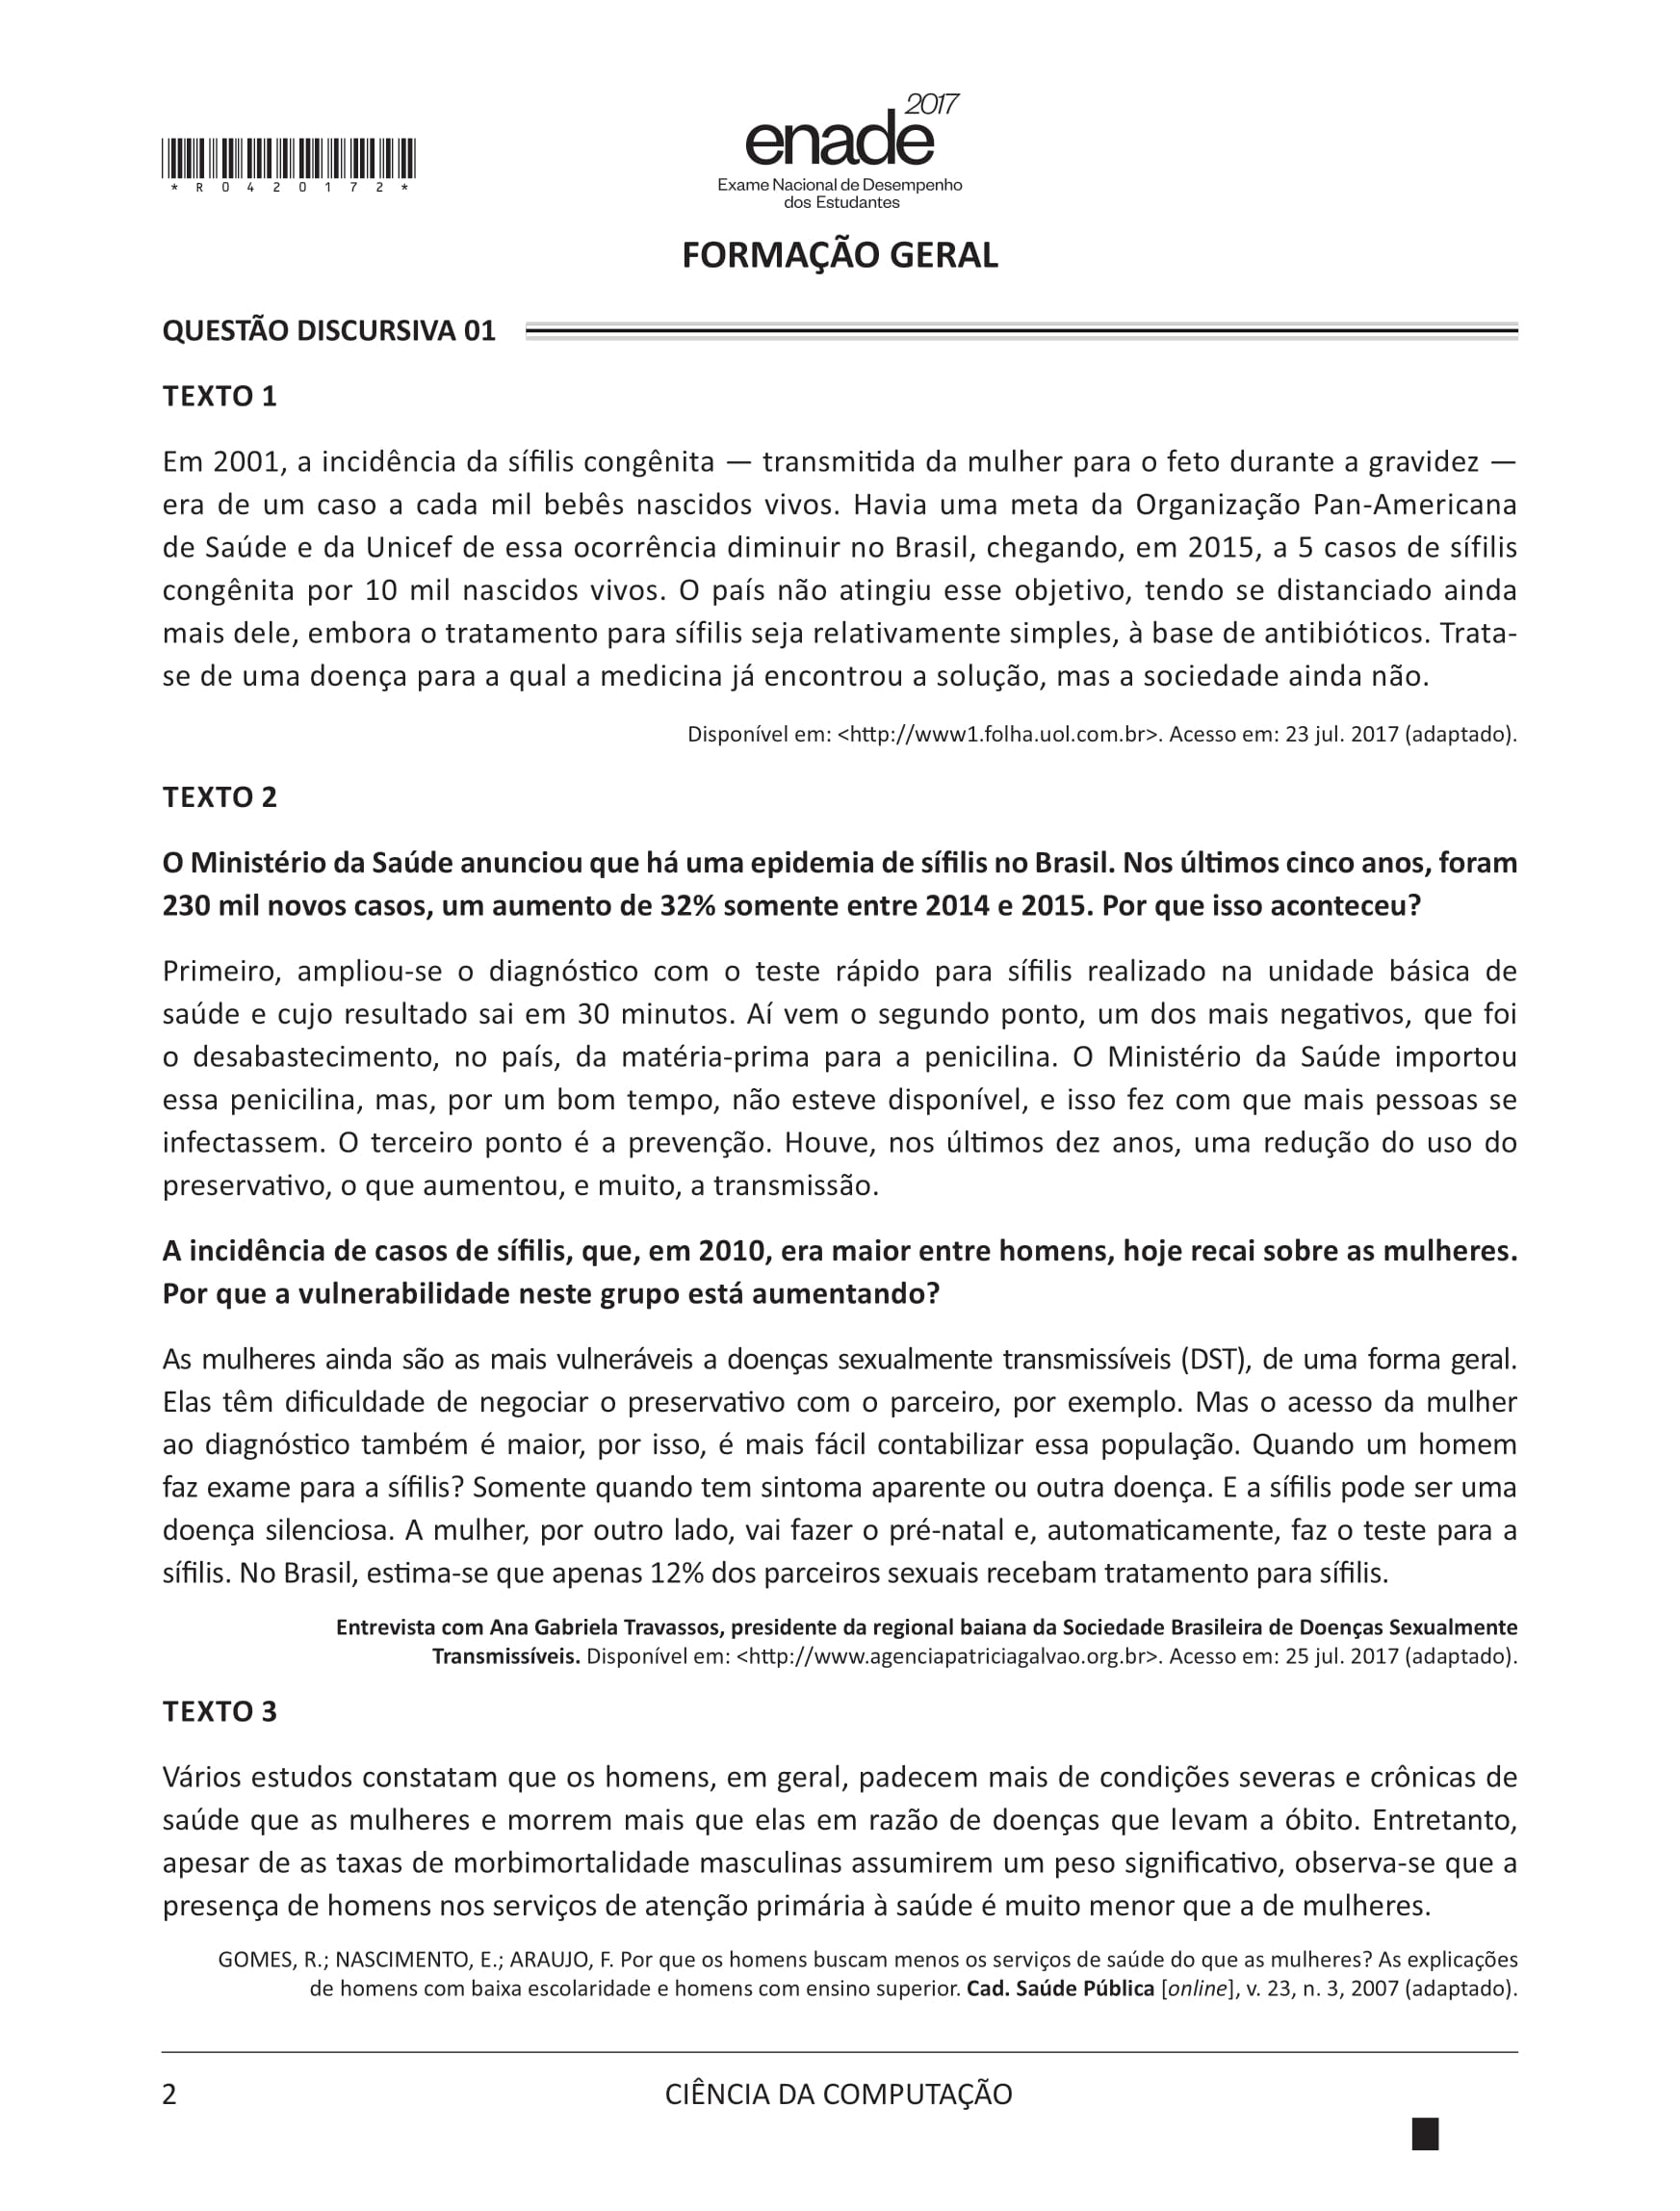 *R0420172*
2017
enade
Exame Nacional de Desempenho
dos Estudantes
FORMAÇÃO GERAL
QUESTÃO DISCURSIVA 01
TEXTO 1
Em 2001, a incidência da sífilis congênita — transmitida da mulher para o feto durante a gravidez —
era de um caso a cada mil bebês nascidos vivos. Havia uma meta da Organização Pan-Americana
de Saúde e da Unicef de essa ocorrência diminuir no Brasil, chegando, em 2015, a 5 casos de sífilis
congênita por 10 mil nascidos vivos. O país não atingiu esse objetivo, tendo se distanciado ainda
mais dele, embora o tratamento para sífilis seja relativamente simples, à base de antibióticos. Trata-
se de uma doença para a qual a medicina já encontrou a solução, mas a sociedade ainda não.
Disponível em: <http://www1.folha.uol.com.br>. Acesso em: 23 jul. 2017 (adaptado).
TEXTO 2
O Ministério da Saúde anunciou que há uma epidemia de sífilis no Brasil. Nos últimos cinco anos, foram
230 mil novos casos, um aumento de 32% somente entre 2014 e 2015. Por que isso aconteceu?
Primeiro, ampliou-se o diagnóstico com o teste rápido para sífilis realizado na unidade básica de
saúde e cujo resultado sai em 30 minutos. Aí vem o segundo ponto, um dos mais negativos, que foi
o desabastecimento, no país, da matéria-prima para a penicilina. O Ministério da Saúde importou
essa penicilina, mas, por um bom tempo, não esteve disponível, e isso fez com que mais pessoas se
infectassem. O terceiro ponto é a prevenção. Houve, nos últimos dez anos, uma redução do uso do
preservativo, o que aumentou, e muito, a transmissão.
A incidência de casos de sífilis, que, em 2010, era maior entre homens, hoje recai sobre as mulheres.
Por que a vulnerabilidade neste grupo está aumentando?
As mulheres ainda são as mais vulneráveis a doenças sexualmente transmissíveis (DST), de uma forma geral.
Elas têm dificuldade de negociar o preservativo com o parceiro, por exemplo. Mas o acesso da mulher
ao diagnóstico também é maior, por isso, é mais fácil contabilizar essa população. Quando um homem
faz exame para a sífilis? Somente quando tem sintoma aparente ou outra doença. E a sífilis pode ser uma
doença silenciosa. A mulher, por outro lado, vai fazer o pré-natal e, automaticamente, faz o teste para a
sífilis. No Brasil, estima-se que apenas 12% dos parceiros sexuais recebam tratamento para sífilis.
Entrevista com Ana Gabriela Travassos, presidente da regional baiana da Sociedade Brasileira de Doenças Sexualmente
Transmissíveis. Disponível em: <http://www.agenciapatriciagalvao.org.br>. Acesso em: 25 jul. 2017 (adaptado).
TEXTO 3
Vários estudos constatam que os homens, em geral, padecem mais de condições severas e crônicas de
saúde que as mulheres e morrem mais que elas em razão de doenças que levam a óbito. Entretanto,
apesar de as taxas de morbimortalidade masculinas assumirem um peso significativo, observa-se que a
presença de homens nos serviços de atenção primária à saúde é muito menor que a de mulheres.
GOMES, R.; NASCIMENTO, E.; ARAUJO, F. Por que os homens buscam menos os serviços de saúde do que as mulheres? As explicações
de homens com baixa escolaridade e homens com ensino superior. Cad. Saúde Pública [online], v. 23, n. 3, 2007 (adaptado).
2
CIÊNCIA DA COMPUTAÇÃO